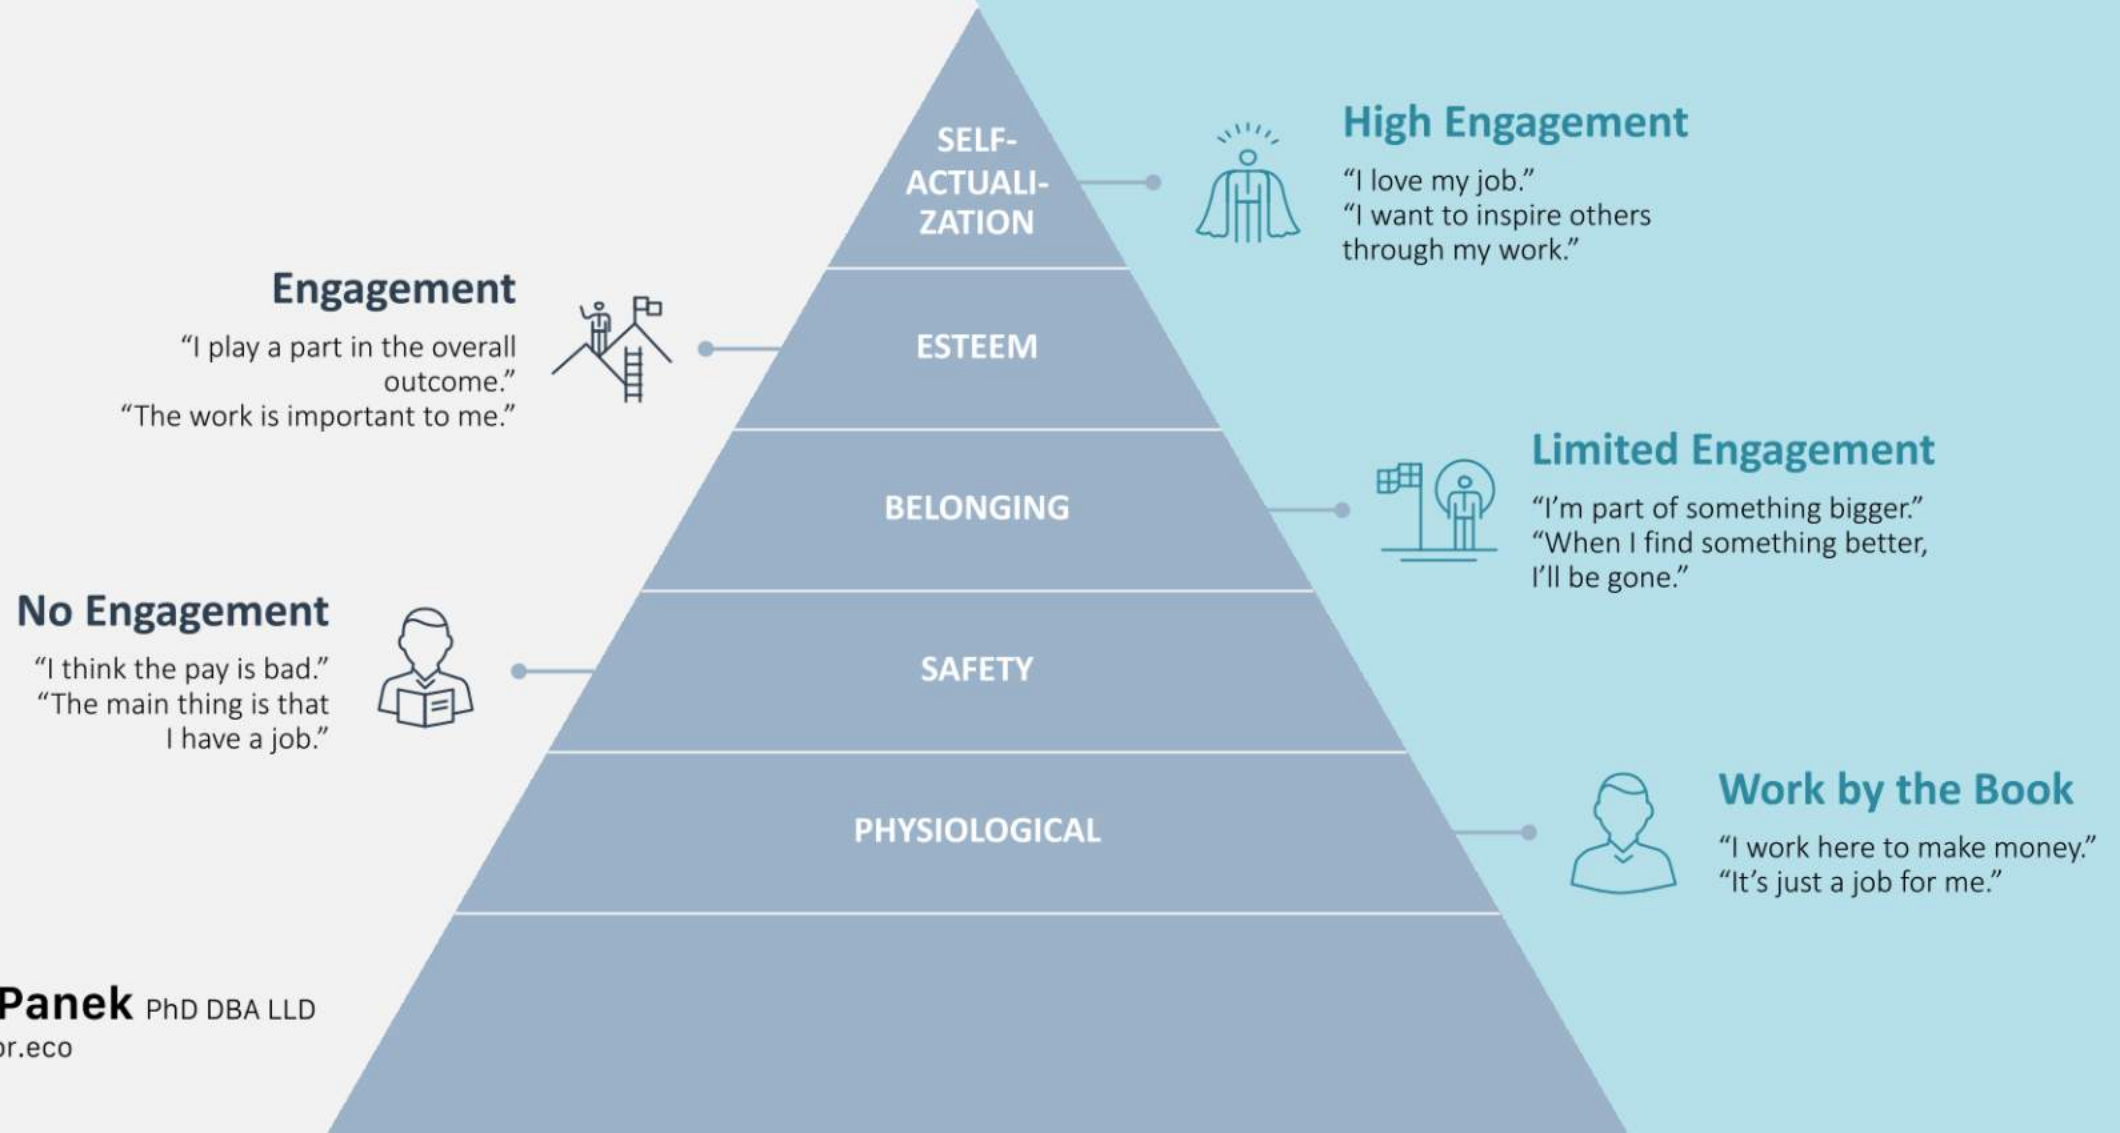 SELF-
ACTUALI-
ZATION
High Engagement
“I love my job.”
“I want to inspire others
through my work.”
Engagement
“I play a part in the overall
outcome.”
“The work is important to me.”
ESTEEM
Limited Engagement
“I’m part of something bigger.”
“When I find something better,
I’ll be gone.”
BELONGING
No Engagement
“I think the pay is bad.”
“The main thing is that
I have a job.”
SAFETY
Work by the Book
“I work here to make money.”
“It’s just a job for me.”
PHYSIOLOGICAL
Panek PhD DBA LLD
or.eco